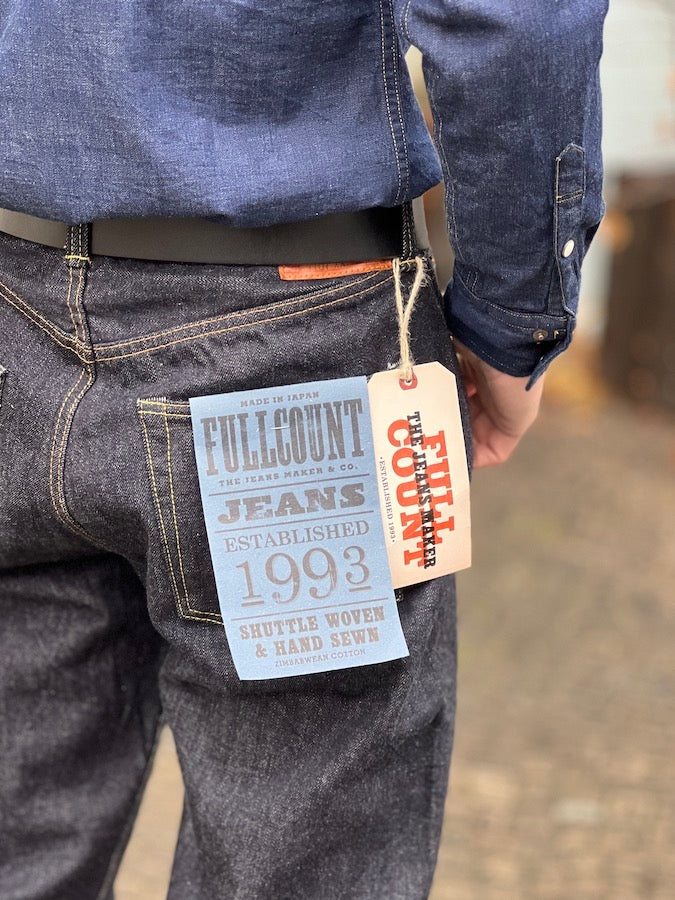 MADE IN JAPAN
FULLCOUNT
THE JEANS MAKER & CO.
JEANS
ESTABLISHED
1993
SHUTTLE WOVEN
& HAND SEWN
ZIMBABWEAN COTTON
FULL
COUNT
THE JEANS MAKER
•ESTABLISHED 1993•